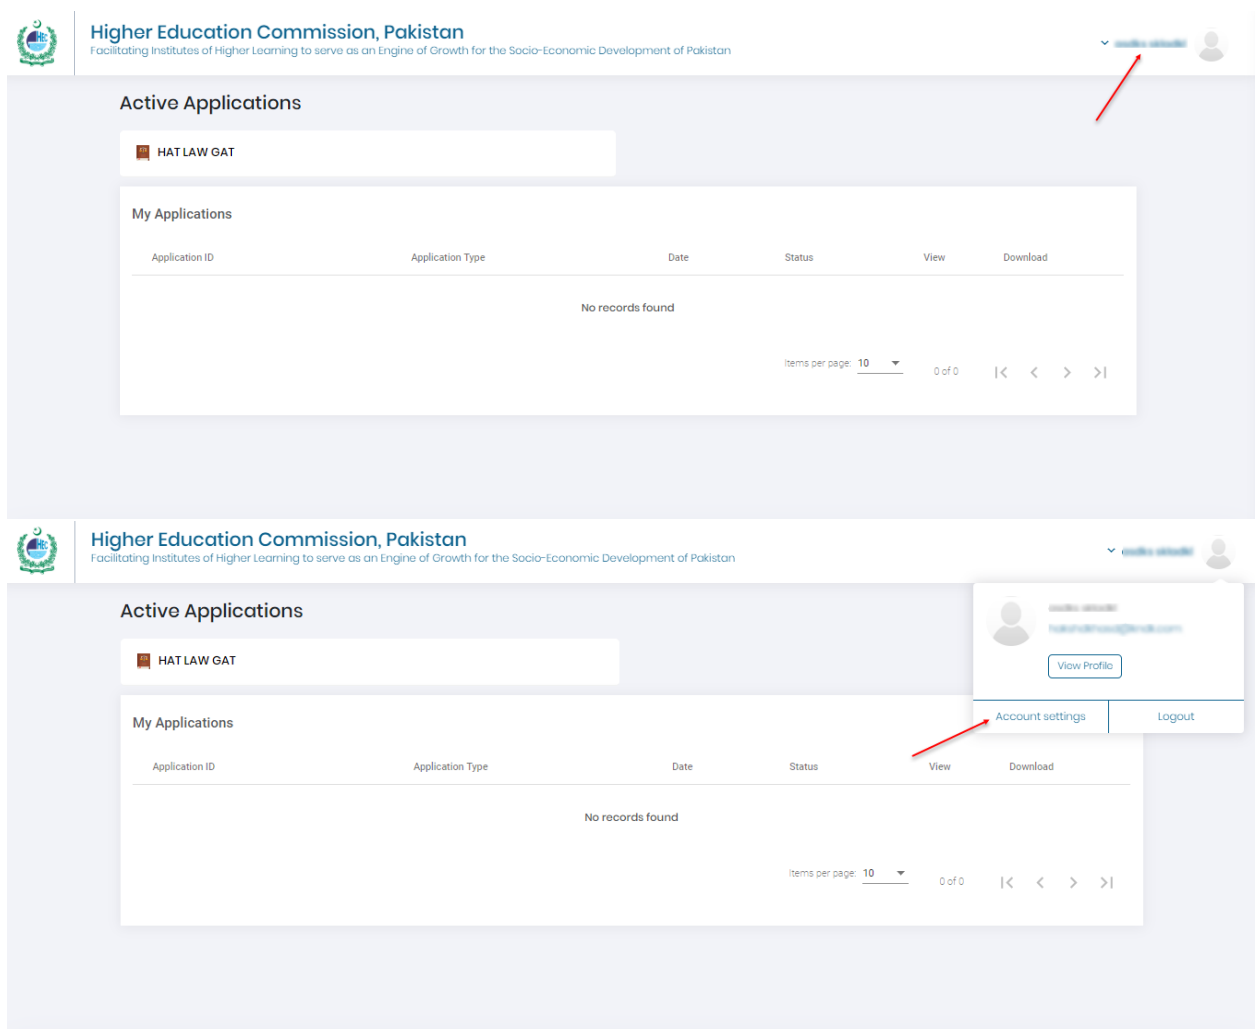 Higher Education Commission, Pakistan
Facilitating Institutes of Higher Learning to serve as an Engine of Growth for the Socio-Economic Development of Pakistan
Active Applications
HAT LAW GAT
My Applications
Application ID Application Type Date Status View Download
No records found
Items per page: 10 0 of 0
Higher Education Commission, Pakistan
Facilitating Institutes of Higher Learning to serve as an Engine of Growth for the Socio-Economic Development of Pakistan
Active Applications
HAT LAW GAT
View Profile
Account settings Logout
My Applications
Application ID Application Type Date Status View Download
No records found
Items per page: 10 0 of 0